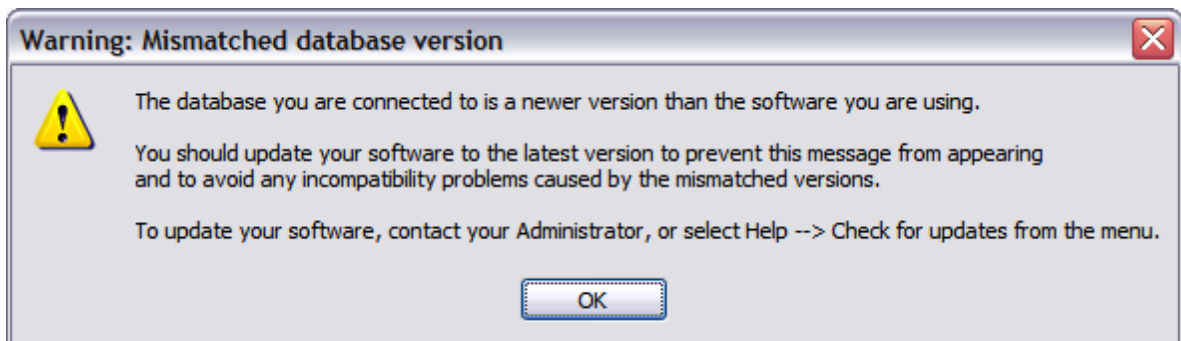 Warning: Mismatched database version
The database you are connected to is a newer version than the software you are using.
You should update your software to the latest version to prevent this message from appearing
and to avoid any incompatibility problems caused by the mismatched versions.
To update your software, contact your Administrator, or select Help --> Check for updates from the menu.
OK